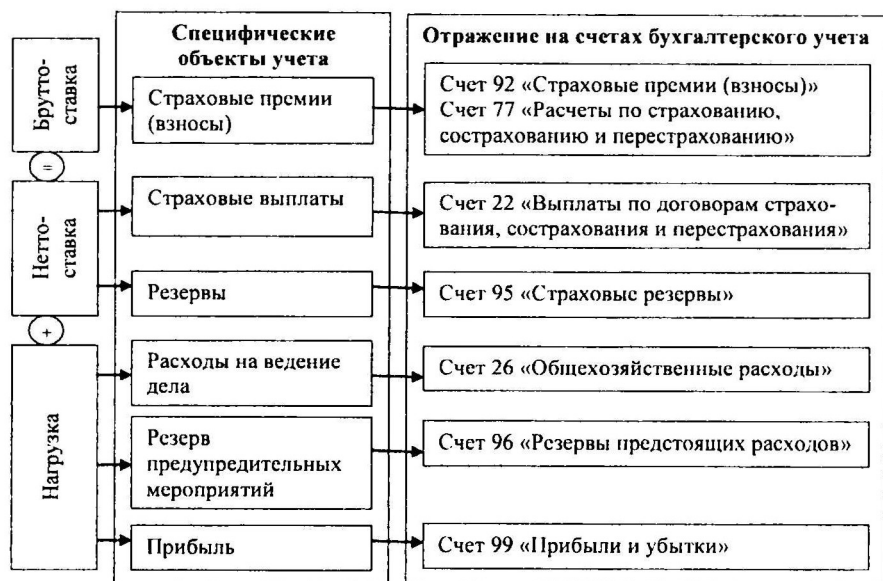 Специфические
объекты учета
Отражение на счетах бухгалтерского учета
Брутто-
ставка
Страховые премии
(взносы)
Счет 92 «Страховые премии (взносы)»
Счет 77 «Расчеты по страхованию,
сострахованию и перестрахованию»
=
Нетто-
ставка
Страховые выплаты
Счет 22 «Выплаты по договорам страхо-
вания, сострахования и перестрахования»
Резервы
Счет 95 «Страховые резервы»
+
Нагрузка
Расходы на ведение
дела
Счет 26 «Общехозяйственные расходы»
Резерв
предупредительных
мероприятий
Счет 96 «Резервы предстоящих расходов»
Прибыль
Счет 99 «Прибыли и убытки»